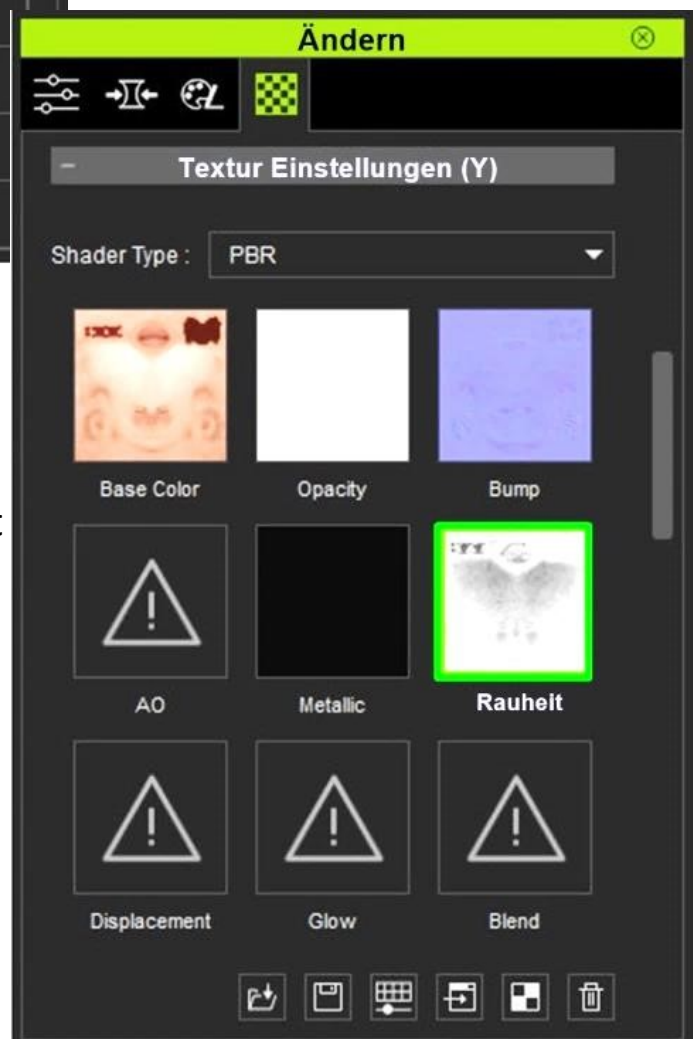 Ändern
Textur Einstellungen (Y)
Shader Type : PBR
Base Color Opacity Bump
t
AO Metallic Rauheit
Displacement Glow Blend